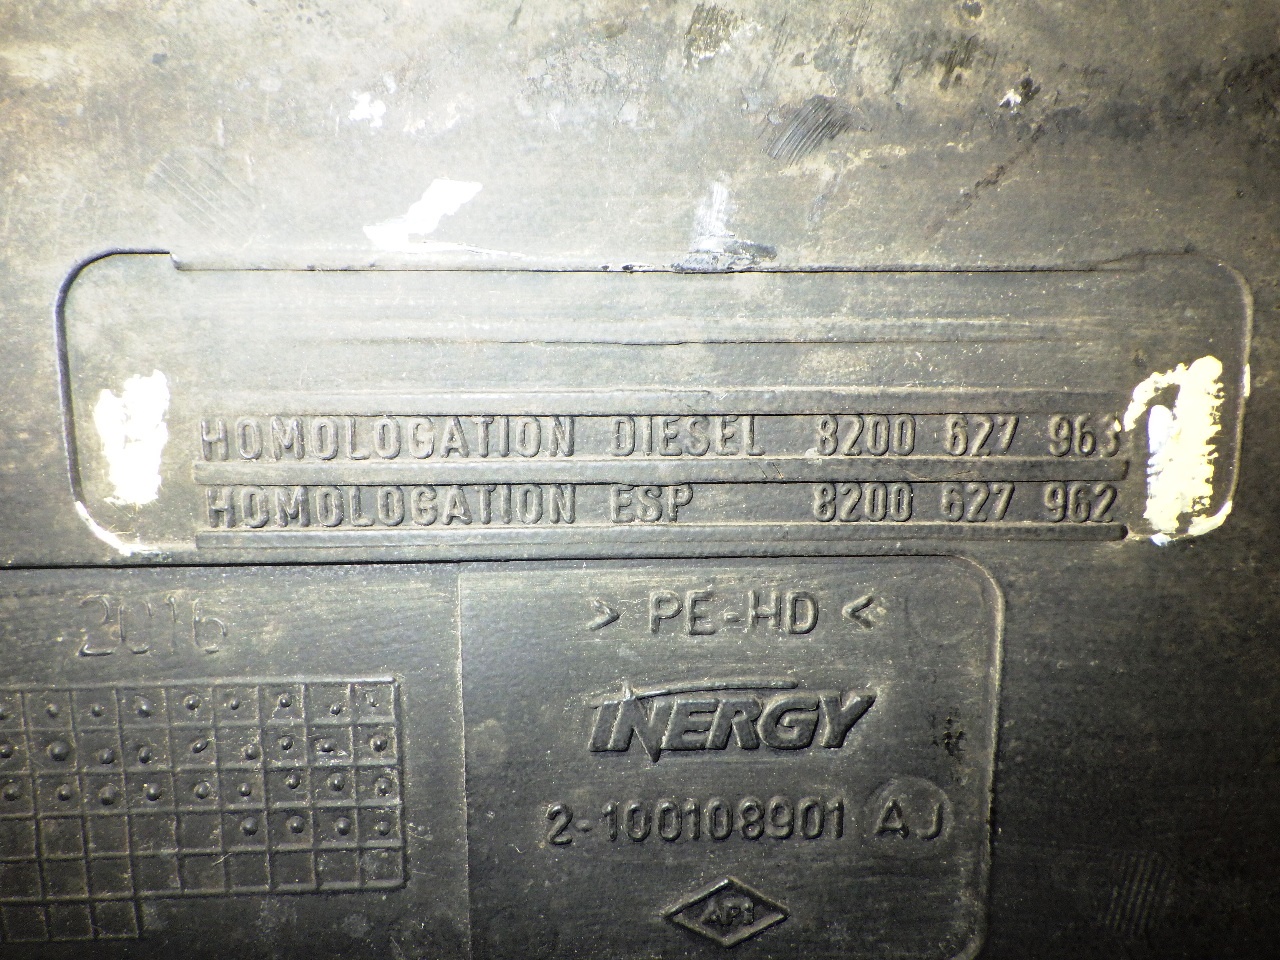 HOMOLOGATION DIESEL 8200 627 963
HOMOLOGATION ESP 8200 627 962
2016
> PE-HD <
INERGY
2-100108901 AJ